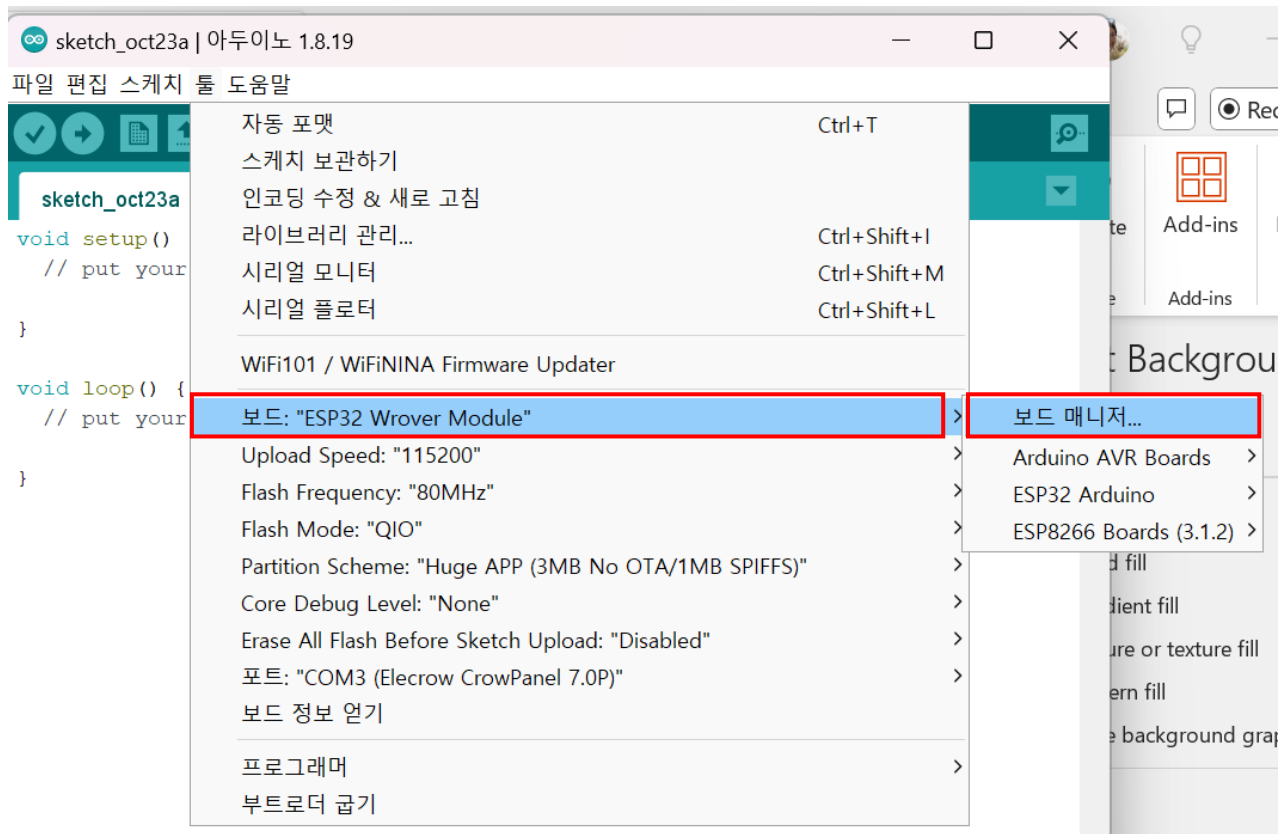 sketch_oct23a | 아두이노 1.8.19
파일 편집 스케치 툴 도움말
sketch_oct23a
void setup()
// put your
}
void loop() {
// put your
}
자동 포맷 Ctrl+T
스케치 보관하기
인코딩 수정 & 새로 고침
라이브러리 관리... Ctrl+Shift+I
시리얼 모니터 Ctrl+Shift+M
시리얼 플로터 Ctrl+Shift+L
WiFi101 / WiFiNINA Firmware Updater
보드: "ESP32 Wrover Module"
Upload Speed: "115200"
Flash Frequency: "80MHz"
Flash Mode: "QIO"
Partition Scheme: "Huge APP (3MB No OTA/1MB SPIFFS)"
Core Debug Level: "None"
Erase All Flash Before Sketch Upload: "Disabled"
포트: "COM3 (Elecrow CrowPanel 7.0P)"
보드 정보 얻기
프로그래머
부트로더 굽기
보드 매니저...
Arduino AVR Boards
ESP32 Arduino
ESP8266 Boards (3.1.2)
Rec
Add-ins
Add-ins
t Backgrou
d fill
dient fill
ure or texture fill
ern fill
e background grap